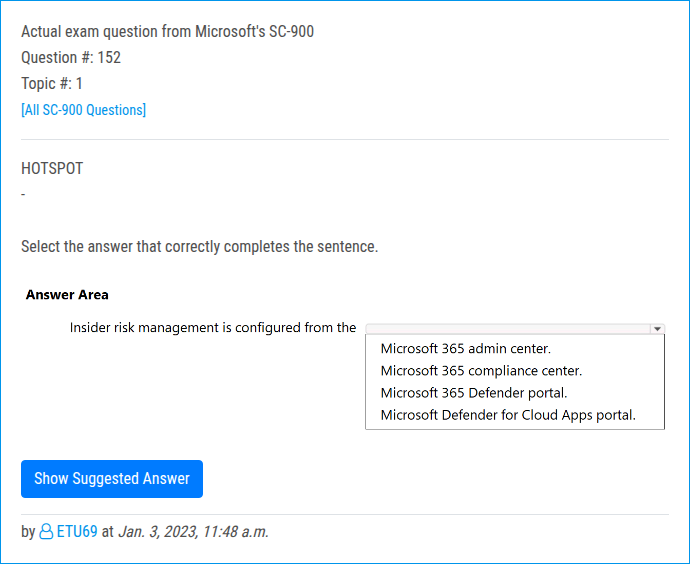 Actual exam question from Microsoft's SC-900
Question #: 152
Topic #: 1
[All SC-900 Questions]
HOTSPOT
-
Select the answer that correctly completes the sentence.
Answer Area
Insider risk management is configured from the
Microsoft 365 admin center.
Microsoft 365 compliance center.
Microsoft 365 Defender portal.
Microsoft Defender for Cloud Apps portal.
Show Suggested Answer
by ETU69 at Jan. 3, 2023, 11:48 a.m.